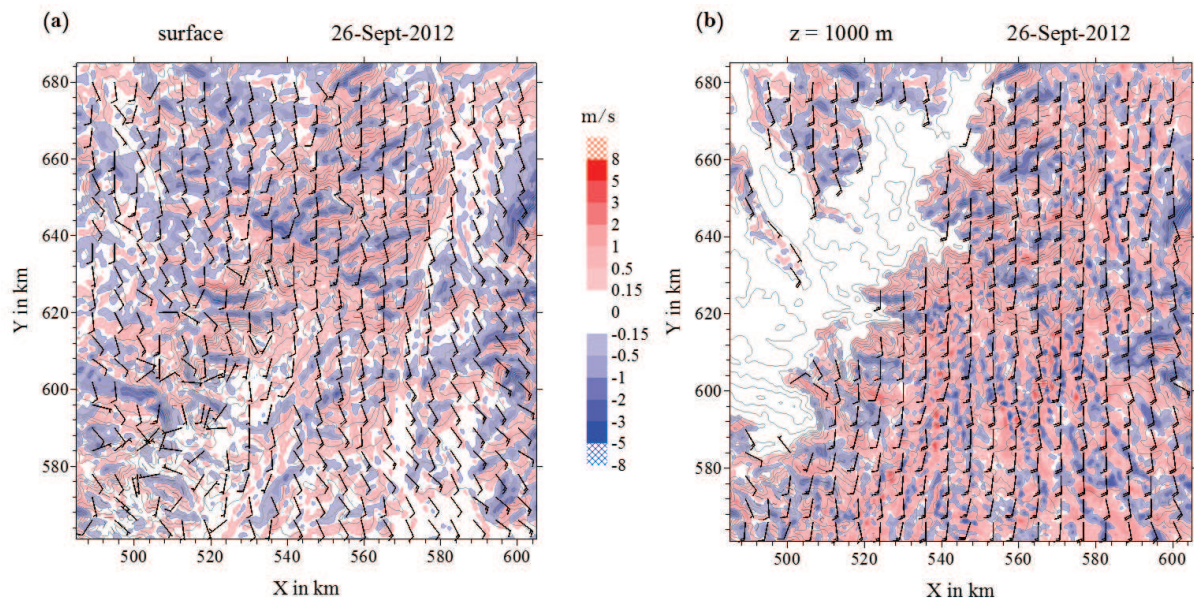 (a)
surface 26-Sept-2012
680
660
640
620
600
580
Y in km
500 520 540 560 580 600
X in km
m/s
8
5
3
2
1
0.5
0.15
0
-0.15
-0.5
-1
-2
-3
-5
-8
(b)
z = 1000 m 26-Sept-2012
680
660
640
620
600
580
Y in km
500 520 540 560 580 600
X in km